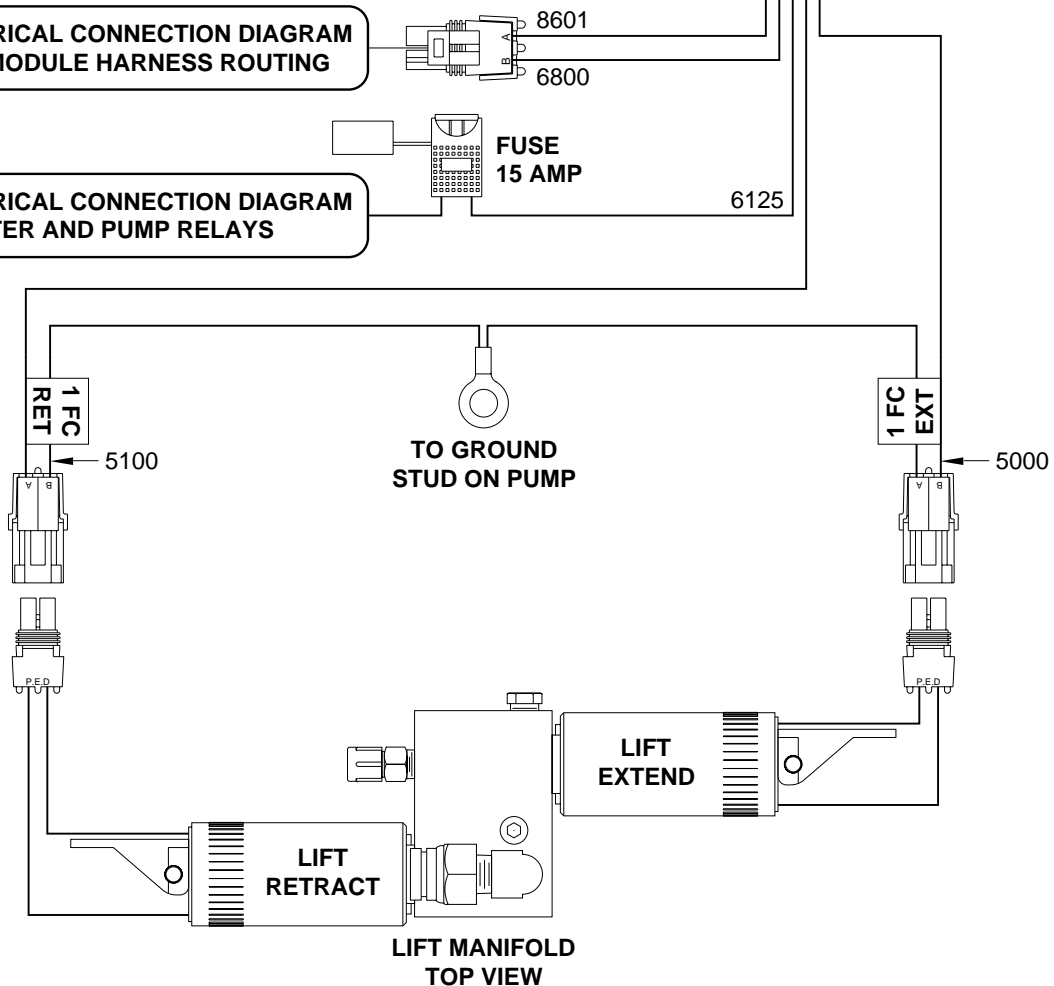 8601
RICAL CONNECTION DIAGRAM
MODULE HARNESS ROUTING
A
B
6800
FUSE
15 AMP
RICAL CONNECTION DIAGRAM
TER AND PUMP RELAYS
6125
1 FC
RET
1 FC
EXT
TO GROUND
STUD ON PUMP
5100
5000
A B
A B
P.E.D
P.E.D
LIFT
EXTEND
LIFT
RETRACT
LIFT MANIFOLD
TOP VIEW